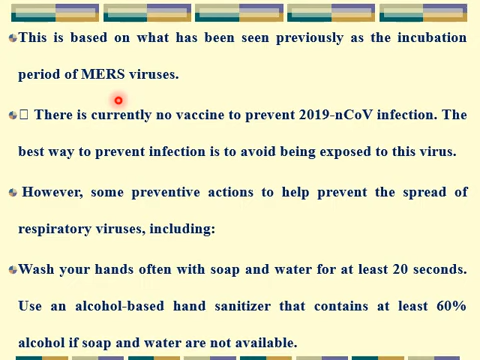 This is based on what has been seen previously as the incubation
period of MERS viruses.
There is currently no vaccine to prevent 2019-nCoV infection. The
best way to prevent infection is to avoid being exposed to this virus.
However, some preventive actions to help prevent the spread of
respiratory viruses, including:
Wash your hands often with soap and water for at least 20 seconds.
Use an alcohol-based hand sanitizer that contains at least 60%
alcohol if soap and water are not available.